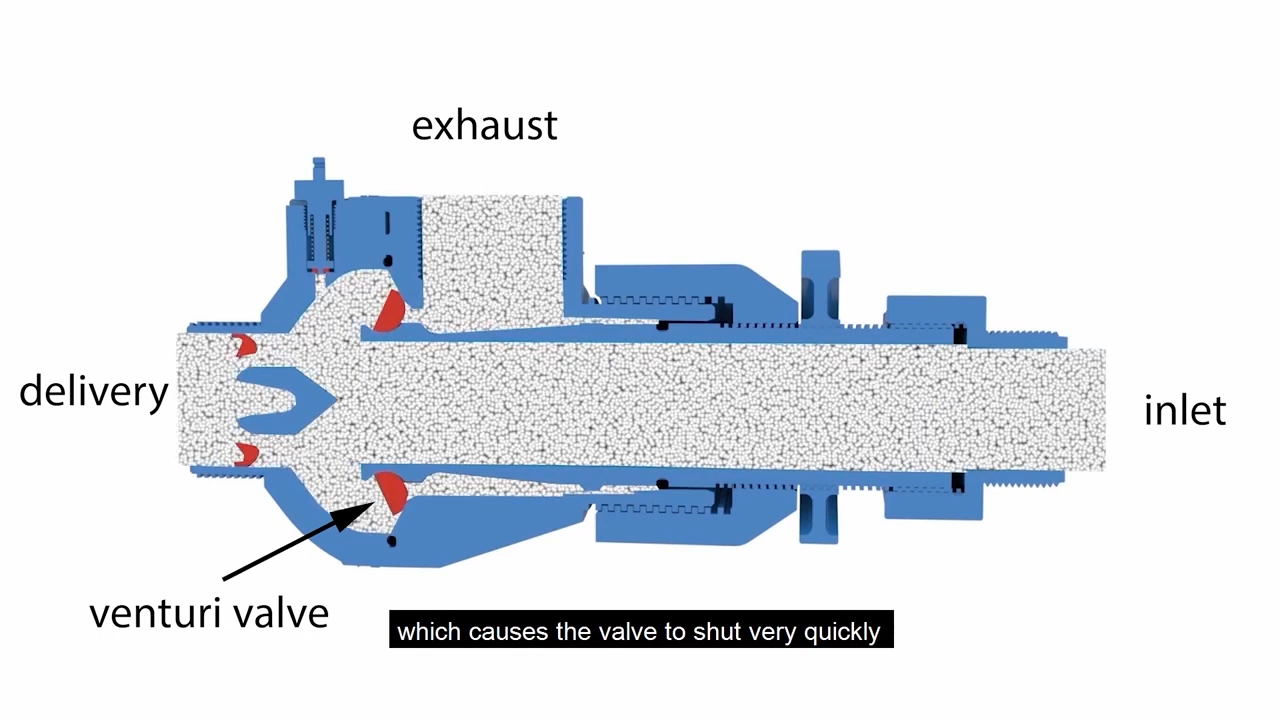 exhaust
delivery
inlet
venturi valve
which causes the valve to shut very quickly